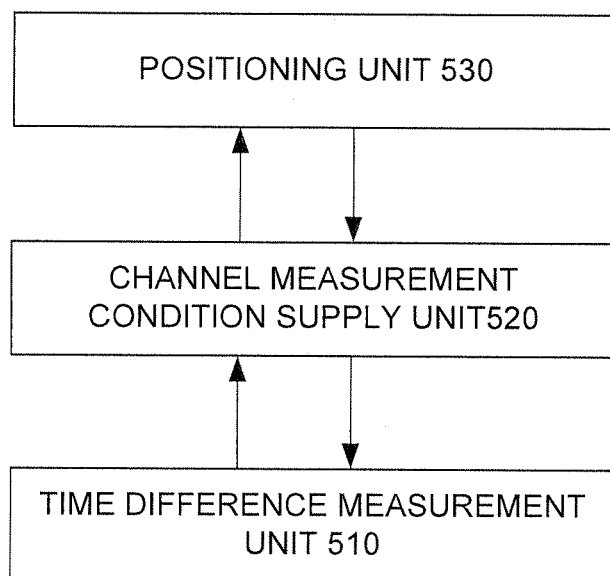 POSITIONING UNIT 530
CHANNEL MEASUREMENT
CONDITION SUPPLY UNIT520
TIME DIFFERENCE MEASUREMENT
UNIT 510